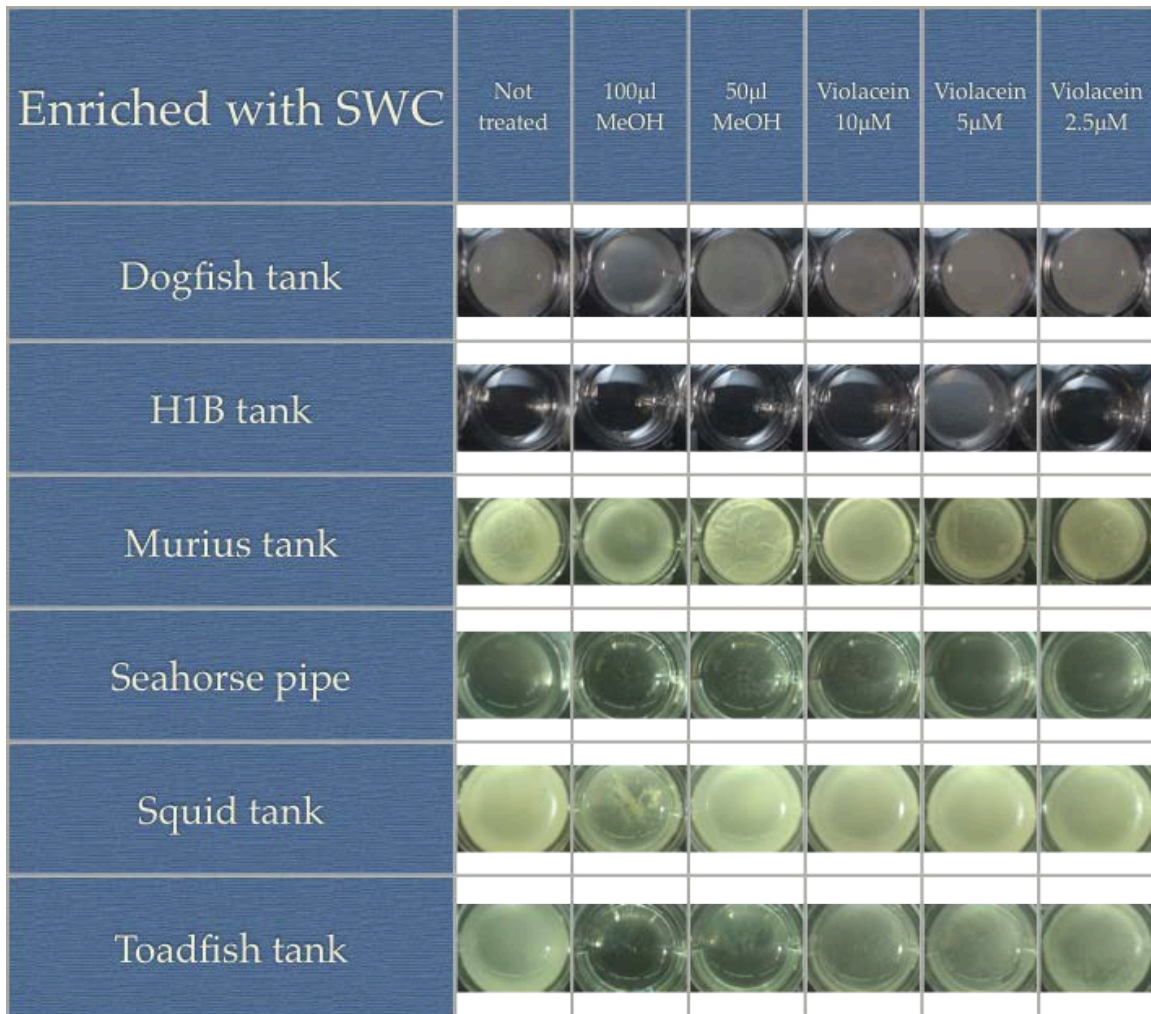 Enriched with SWC
Not
treated
100µl
MeOH
50µl
MeOH
Violacein
10µM
Violacein
5µM
Violacein
2.5µM
Dogfish tank
H1B tank
Murius tank
Seahorse pipe
Squid tank
Toadfish tank